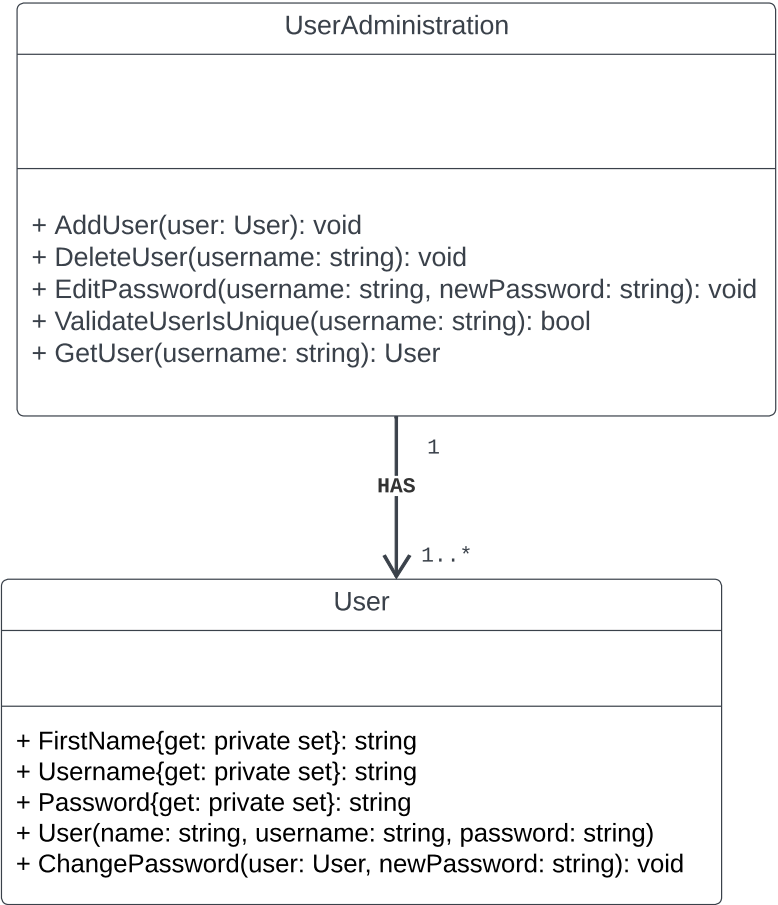 UserAdministration
+ AddUser(user: User): void
+ DeleteUser(username: string): void
+ EditPassword(username: string, newPassword: string): void
+ ValidateUserIsUnique(username: string): bool
+ GetUser(username: string): User
1
HAS
1..*
User
+ FirstName{get: private set}: string
+ Username{get: private set}: string
+ Password{get: private set}: string
+ User(name: string, username: string, password: string)
+ ChangePassword(user: User, newPassword: string): void